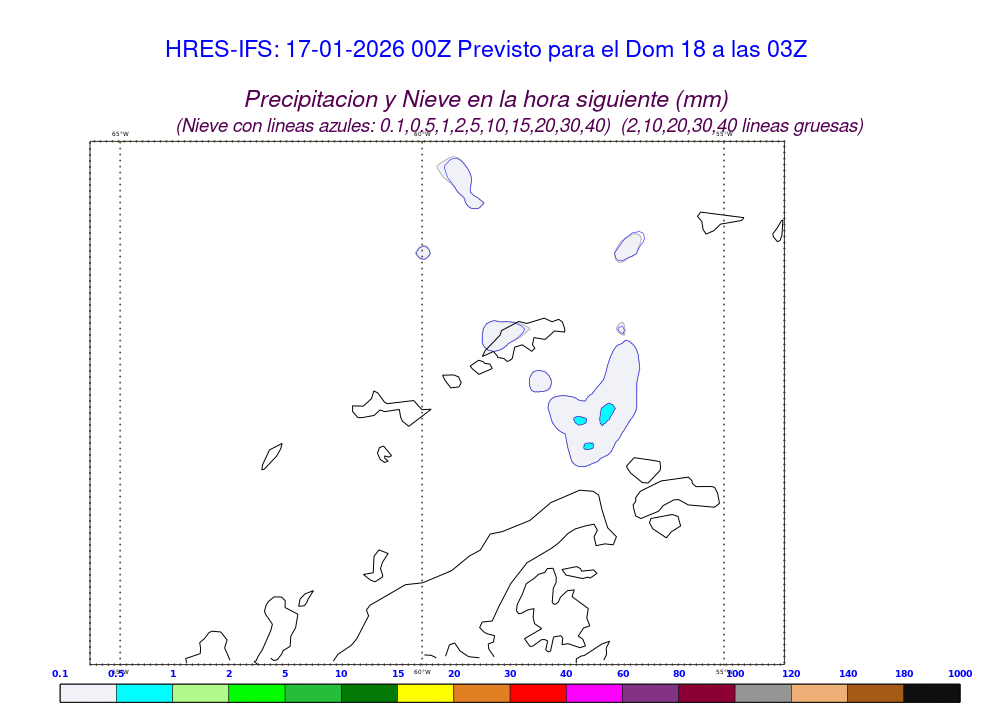 HRES-IFS: 17-01-2026 00Z Previsto para el Dom 18 a las 03Z
Precipitacion y Nieve en la hora siguiente (mm)
(Nieve con lineas azules: 0.1,0.5,1,2,5,10,15,20,30,40)  (2,10,20,30,40 lineas gruesas)
65°W 60°W 55°W
65°W 60°W 55°W
0.1 0.5 1 2 5 10 15 20 30 40 60 80 100 120 140 180 1000